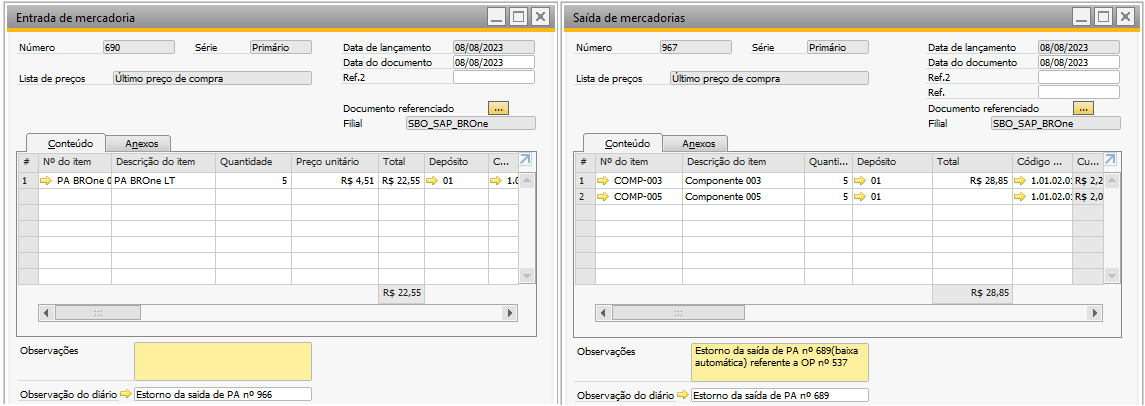 Entrada de mercadoria
Número 690 Série Primário Data de lançamento 08/08/2023
Data do documento 08/08/2023
Lista de preços Último preço de compra Ref.2
Documento referenciado ...
Filial SBO_SAP_BROne
Conteúdo Anexos
# Nº do item Descrição do item Quantidade Preço unitário Total Depósito C...
1 PA BROne 0 PA BROne LT 5 R$ 4,51 R$ 22,55 01 1.0
R$ 22,55
Observações
Observação do diário Estorno da saida de PA nº 966
Saída de mercadorias
Número 967 Série Primário Data de lançamento 08/08/2023
Data do documento 08/08/2023
Lista de preços Último preço de compra Ref.2
Ref.
Documento referenciado ...
Filial SBO_SAP_BROne
Conteúdo Anexos
# Nº do item Descrição do item Quanti... Depósito Total Código ... Cu...
1 COMP-003 Componente 003 5 01 R$ 28,85 1.01.02.01 R$ 2,2
2 COMP-005 Componente 005 5 01 1.01.02.01 R$ 2,0
R$ 28,85
Observações Estorno da saída de PA nº 689(baixa
automática) referente a OP nº 537
Observação do diário Estorno da saída de PA nº 689